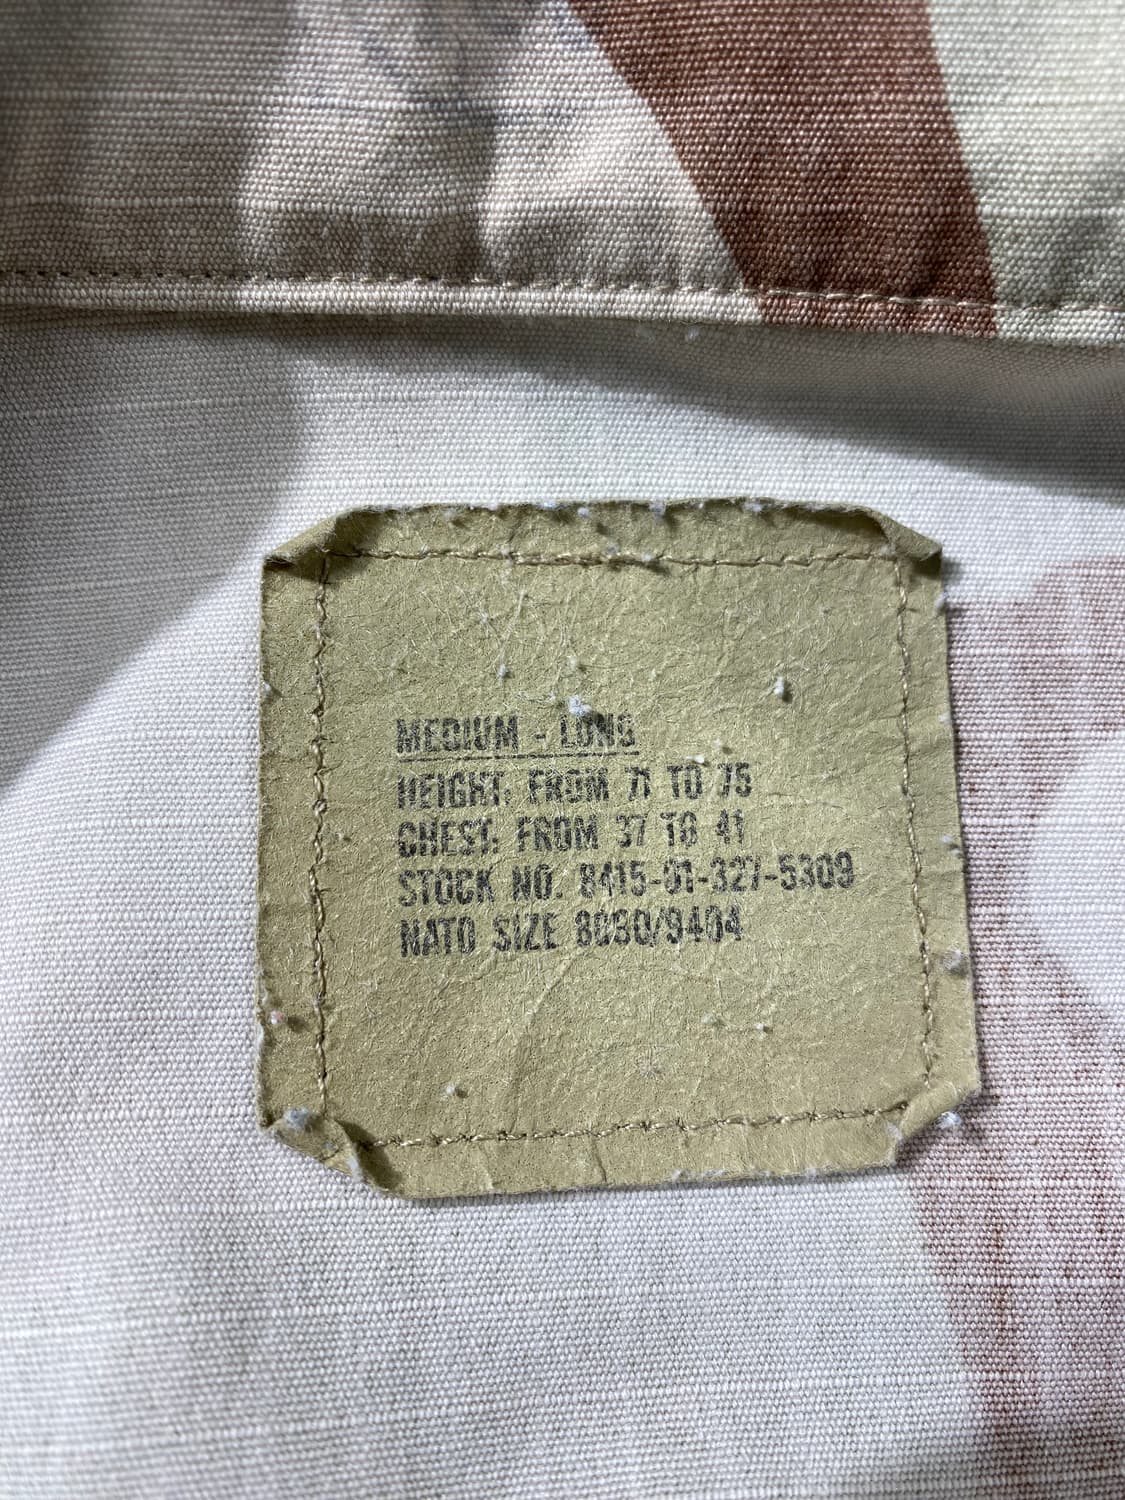 MEDIUM - LONG
HEIGHT: FROM 71 TO 75
CHEST: FROM 37 TO 41
STOCK NO. 8415-01-327-5309
NATO SIZE 8090/9404